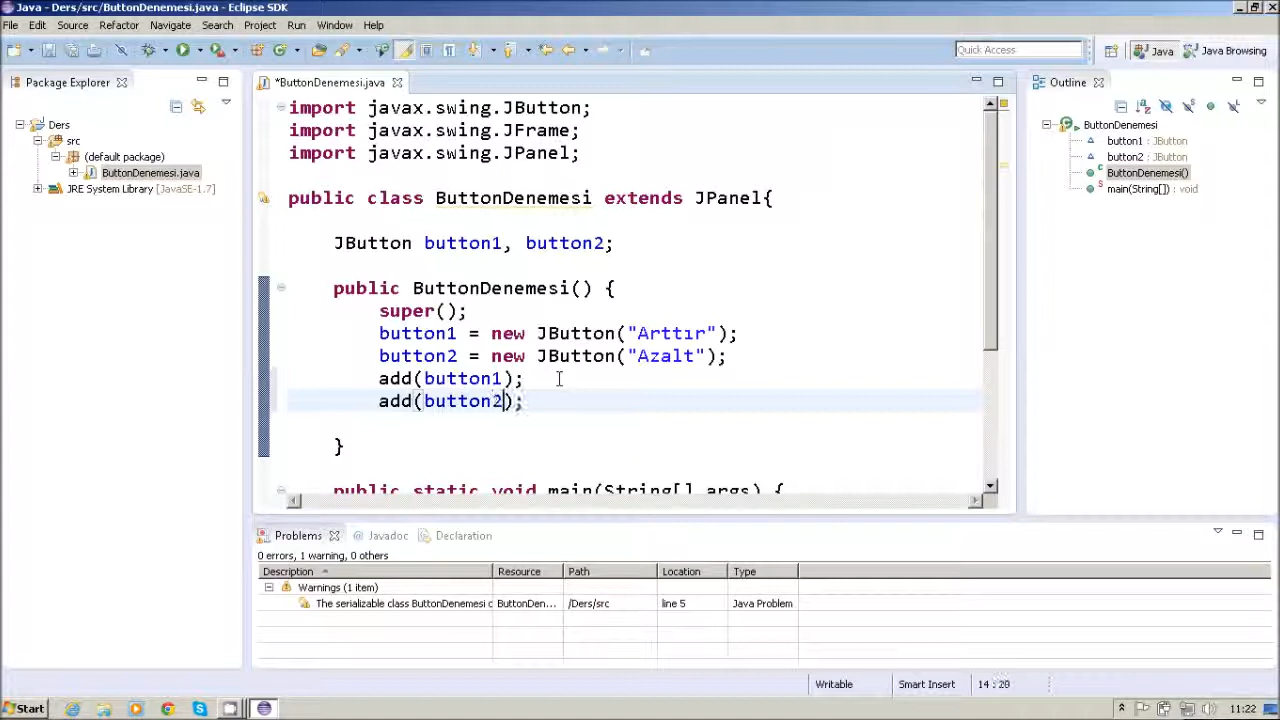 Java - Ders/src/ButtonDenemesi.java - Eclipse SDK
File Edit Source Refactor Navigate Search Project Run Window Help
Quick Access
Java
Java Browsing
Package Explorer
*ButtonDenemesi.java
Outline
Ders
src
(default package)
ButtonDenemesi.java
JRE System Library [JavaSE-1.7]
import javax.swing.JButton;
import javax.swing.JFrame;
import javax.swing.JPanel;
public class ButtonDenemesi extends JPanel{
JButton button1, button2;
public ButtonDenemesi() {
super();
button1 = new JButton("Arttır");
button2 = new JButton("Azalt");
add(button1);
add(button2);
}
public static void main(String[] args) {
ButtonDenemesi
button1 : JButton
button2 : JButton
ButtonDenemesi()
main(String[]) : void
Problems
@ Javadoc
Declaration
0 errors, 1 warning, 0 others
Description Resource Path Location Type
Warnings (1 item)
The serializable class ButtonDenemesi c ButtonDen... /Ders/src line 5 Java Problem
Writable Smart Insert 14 : 20
Start
11:22